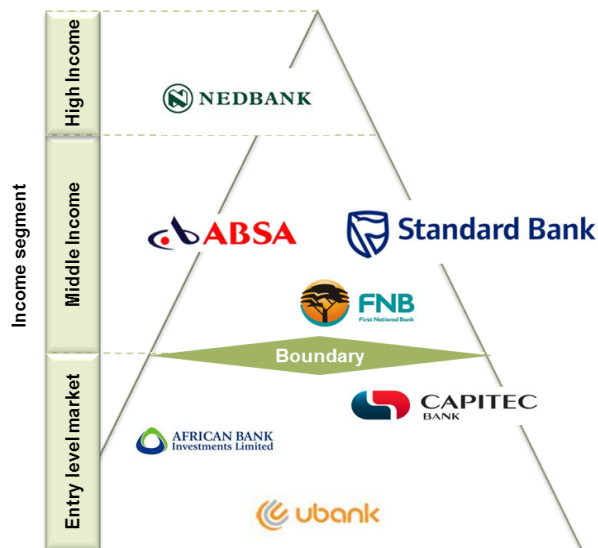 Income segment
High Income
NEDBANK
Middle Income
ABSA
Standard Bank
FNB
First National Bank
Boundary
Entry level market
CAPITEC
BANK
AFRICAN BANK
Investments Limited
ubank